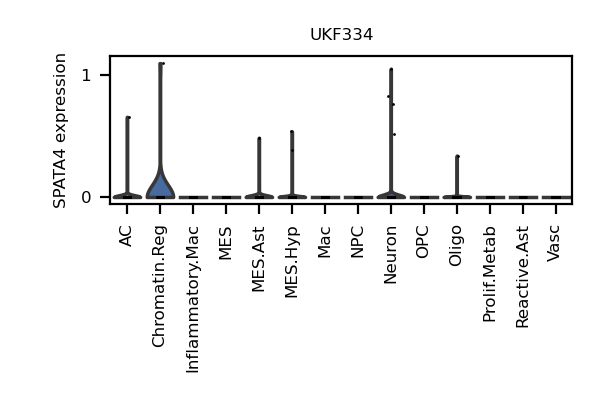 UKF334
SPATA4 expression
1
0
AC
Chromatin.Reg
Inflammatory.Mac
MES
MES.Ast
MES.Hyp
Mac
NPC
Neuron
OPC
Oligo
Prolif.Metab
Reactive.Ast
Vasc